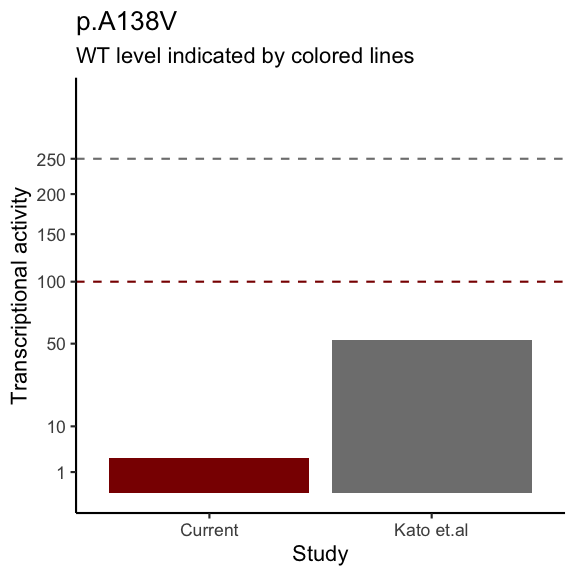 p.A138V
WT level indicated by colored lines
Transcriptional activity
250
200
150
100
50
10
1
Current
Kato et.al
Study